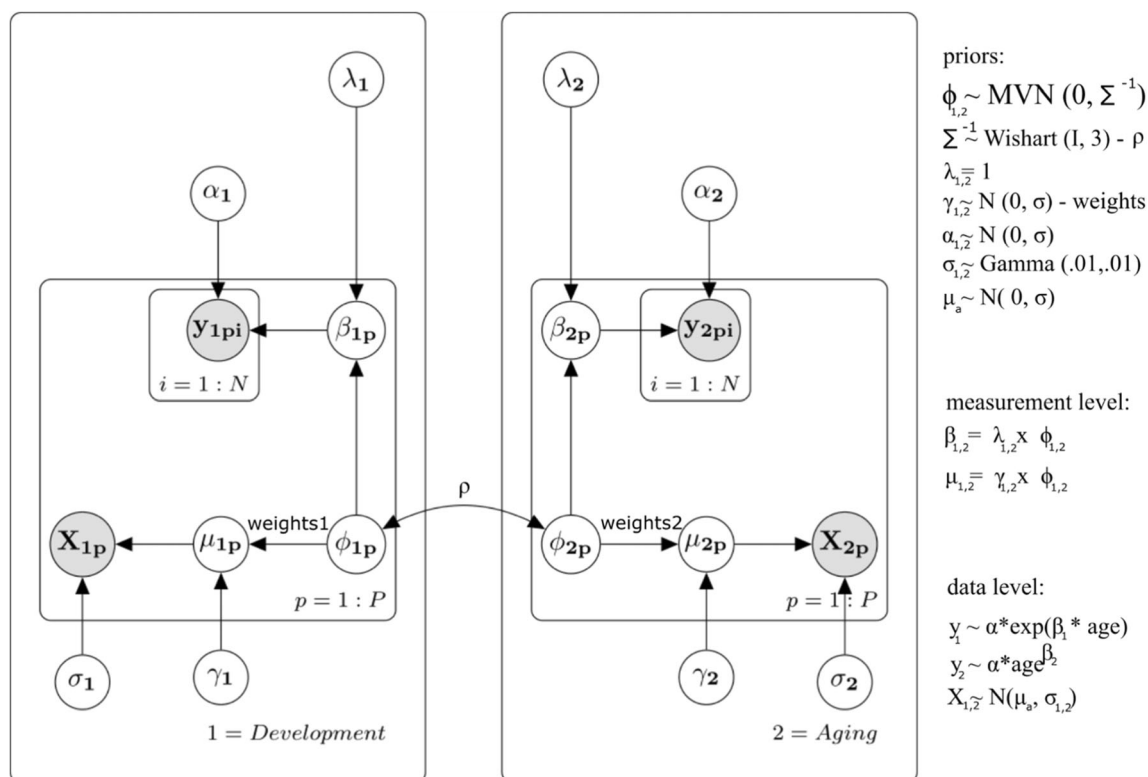 λ₁
α₁
y₁ₚᵢ
β₁ₚ
i = 1 : N
X₁ₚ
μ₁ₚ
weights1
ϕ₁ₚ
p = 1 : P
σ₁
γ₁
1 = Development
ρ
λ₂
α₂
β₂ₚ
y₂ₚᵢ
i = 1 : N
ϕ₂ₚ
weights2
μ₂ₚ
X₂ₚ
p = 1 : P
γ₂
σ₂
2 = Aging
priors:
ϕ₁,₂ ~ MVN (0, Σ⁻¹)
Σ⁻¹ ~ Wishart (I, 3) - ρ
λ₁,₂ = 1
γ₁,₂ ~ N (0, σ) - weights
α₁,₂ ~ N (0, σ)
σ₁,₂ ~ Gamma (.01,.01)
μₐ ~ N( 0, σ)
measurement level:
β₁,₂ = λ₁,₂ x ϕ₁,₂
μ₁,₂ = γ₁,₂ x ϕ₁,₂
data level:
y₁ ~ α*exp(β₁* age)
y₂ ~ α*age^β₂
X₁,₂ ~ N(μₐ, σ₁,₂)